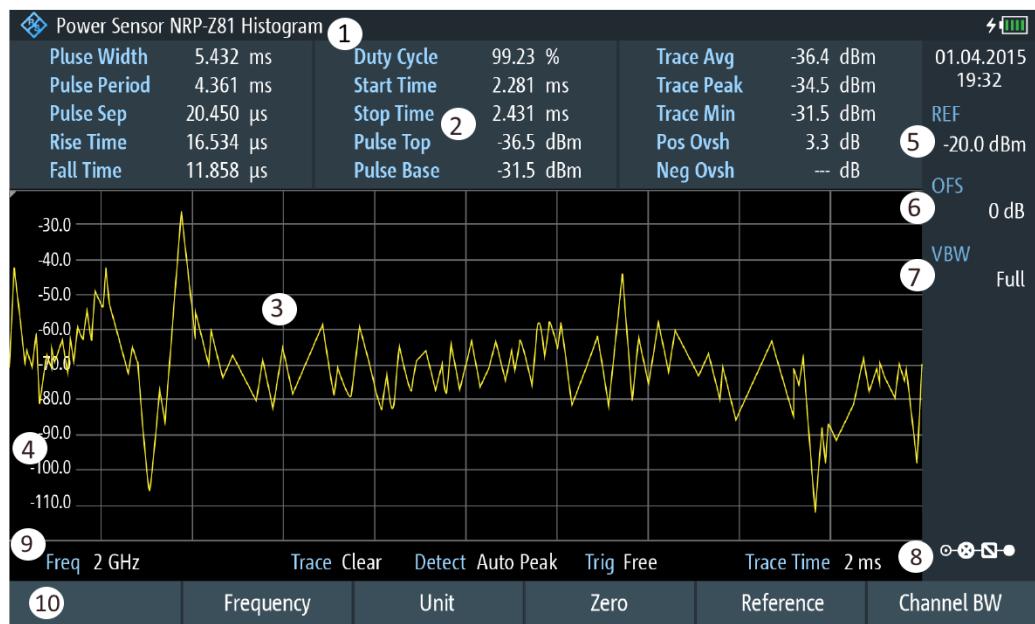 R&S Power Sensor NRP-Z81 Histogram 1
Pluse Width 5.432 ms Duty Cycle 99.23 % Trace Avg -36.4 dBm 01.04.2015
Pulse Period 4.361 ms Start Time 2.281 ms Trace Peak -34.5 dBm 19:32
Pulse Sep 20.450 µs Stop Time 2 2.431 ms Trace Min -31.5 dBm REF
Rise Time 16.534 µs Pulse Top -36.5 dBm Pos Ovsh 3.3 dB 5 -20.0 dBm
Fall Time 11.858 µs Pulse Base -31.5 dBm Neg Ovsh --- dB OFS
6 0 dB
-30.0
VBW
-40.0
7 Full
-50.0
3
-60.0
-70.0
-80.0
-90.0
4
-100.0
-110.0
9 8
Freq 2 GHz Trace Clear Detect Auto Peak Trig Free Trace Time 2 ms
10 Frequency Unit Zero Reference Channel BW